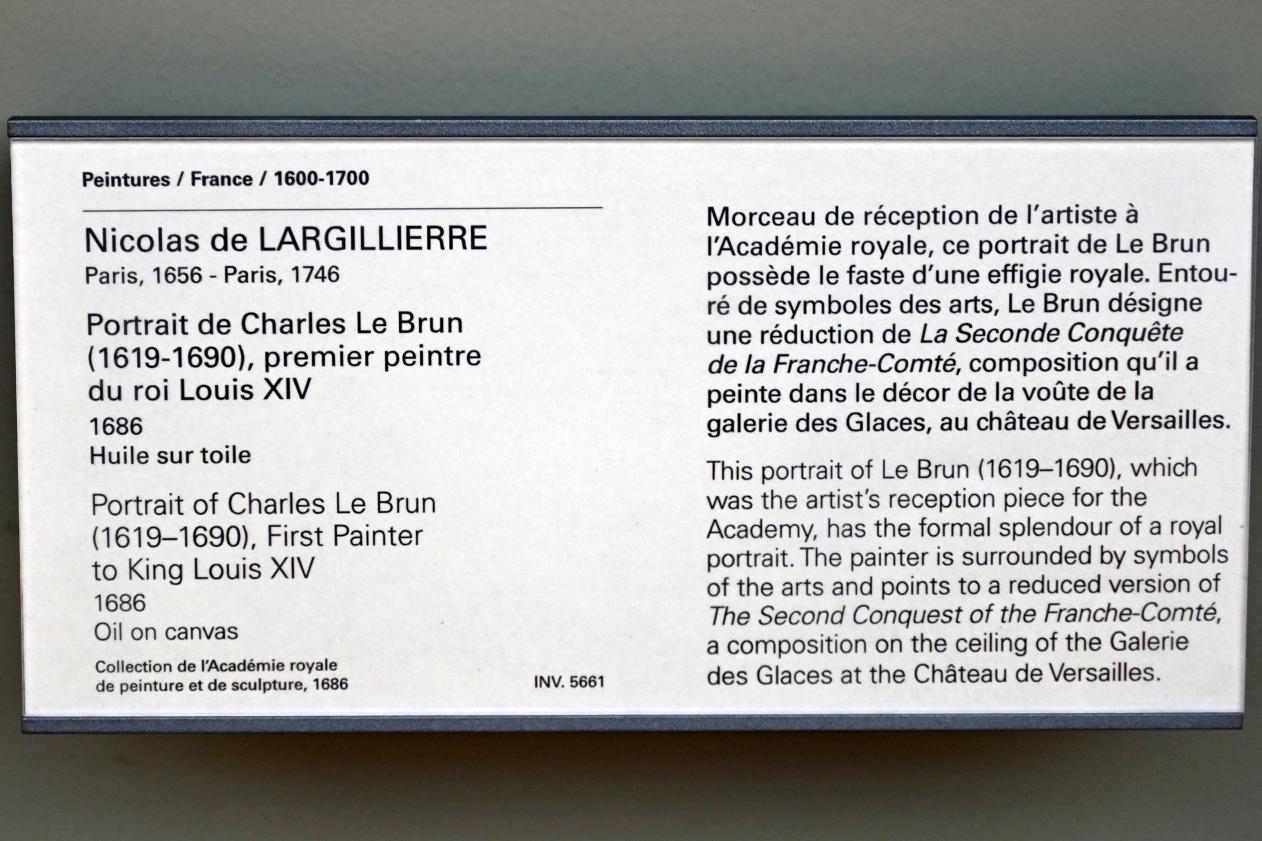 Peintures / France / 1600-1700
Nicolas de LARGILLIERRE
Paris, 1656 - Paris, 1746
Portrait de Charles Le Brun
(1619-1690), premier peintre
du roi Louis XIV
1686
Huile sur toile
Portrait of Charles Le Brun
(1619–1690), First Painter
to King Louis XIV
1686
Oil on canvas
Collection de l'Académie royale
de peinture et de sculpture, 1686
INV. 5661
Morceau de réception de l'artiste à
l'Académie royale, ce portrait de Le Brun
possède le faste d'une effigie royale. Entou-
ré de symboles des arts, Le Brun désigne
une réduction de La Seconde Conquête
de la Franche-Comté, composition qu'il a
peinte dans le décor de la voûte de la
galerie des Glaces, au château de Versailles.
This portrait of Le Brun (1619–1690), which
was the artist's reception piece for the
Academy, has the formal splendour of a royal
portrait. The painter is surrounded by symbols
of the arts and points to a reduced version of
The Second Conquest of the Franche-Comté,
a composition on the ceiling of the Galerie
des Glaces at the Château de Versailles.